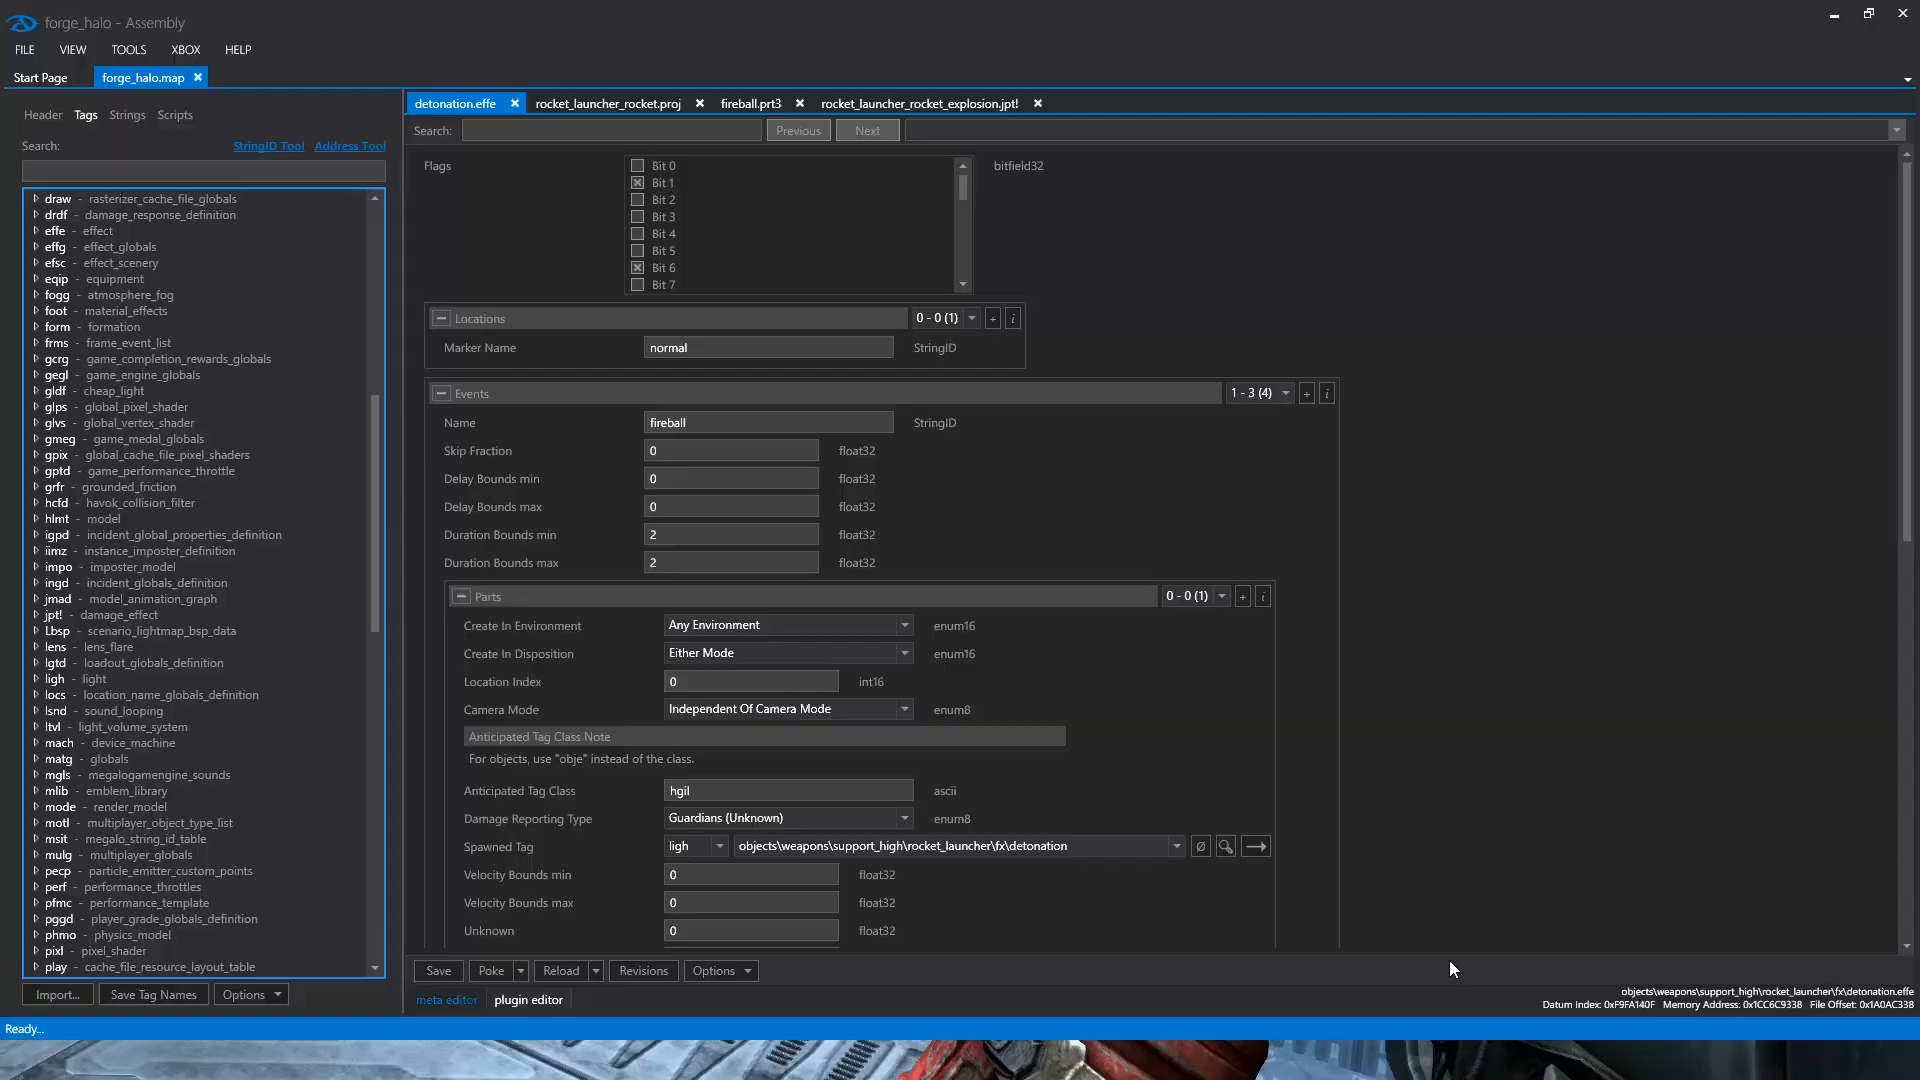 forge_halo - Assembly
FILE VIEW TOOLS XBOX HELP
Start Page forge_halo.map
Header Tags Strings Scripts
Search: StringID Tool Address Tool
draw - rasterizer_cache_file_globals
drdf - damage_response_definition
effe - effect
effg - effect_globals
efsc - effect_scenery
eqip - equipment
fogg - atmosphere_fog
foot - material_effects
form - formation
frms - frame_event_list
gcrg - game_completion_rewards_globals
gegl - game_engine_globals
gldf - cheap_light
glps - global_pixel_shader
glvs - global_vertex_shader
gmeg - game_medal_globals
gpix - global_cache_file_pixel_shaders
gptd - game_performance_throttle
grfr - grounded_friction
hcfd - havok_collision_filter
hlmt - model
igpd - incident_global_properties_definition
iimz - instance_imposter_definition
impo - imposter_model
ingd - incident_globals_definition
jmad - model_animation_graph
jpt! - damage_effect
Lbsp - scenario_lightmap_bsp_data
lens - lens_flare
lgtd - loadout_globals_definition
ligh - light
locs - location_name_globals_definition
lsnd - sound_looping
ltvl - light_volume_system
mach - device_machine
matg - globals
mgls - megalogamengine_sounds
mlib - emblem_library
mode - render_model
motl - multiplayer_object_type_list
msit - megalo_string_id_table
mulg - multiplayer_globals
pecp - particle_emitter_custom_points
perf - performance_throttles
pfmc - performance_template
pggd - player_grade_globals_definition
phmo - physics_model
pixl - pixel_shader
play - cache_file_resource_layout_table
Import... Save Tag Names Options
Ready...
detonation.effe rocket_launcher_rocket.proj fireball.prt3 rocket_launcher_rocket_explosion.jpt!
Search: Previous Next
Flags Bit 0 bitfield32
Bit 1
Bit 2
Bit 3
Bit 4
Bit 5
Bit 6
Bit 7
Locations 0 - 0 (1) + i
Marker Name normal StringID
Events 1 - 3 (4) + i
Name fireball StringID
Skip Fraction 0 float32
Delay Bounds min 0 float32
Delay Bounds max 0 float32
Duration Bounds min 2 float32
Duration Bounds max 2 float32
Parts 0 - 0 (1) + i
Create In Environment Any Environment enum16
Create In Disposition Either Mode enum16
Location Index 0 int16
Camera Mode Independent Of Camera Mode enum8
Anticipated Tag Class Note
For objects, use "obje" instead of the class.
Anticipated Tag Class hgil ascii
Damage Reporting Type Guardians (Unknown) enum8
Spawned Tag ligh objects\weapons\support_high\rocket_launcher\fx\detonation
Velocity Bounds min 0 float32
Velocity Bounds max 0 float32
Unknown 0 float32
Save Poke Reload Revisions Options
meta editor plugin editor
objects\weapons\support_high\rocket_launcher\fx\detonation.effe
Datum Index: 0xF9FA140F Memory Address: 0x1CC6C9338 File Offset: 0x1A0AC338